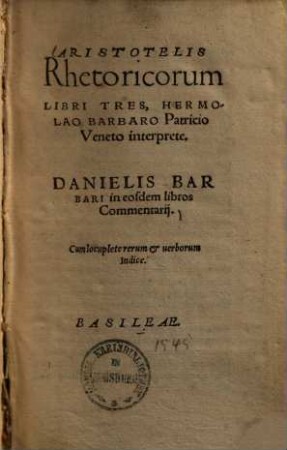 ARISTOTELIS
Rhetoricorum
LIBRI TRES, HERMO-
LAO BARBARO Patricio
Veneto interprete.
DANIELIS BAR
BARI in eosdem libros
Commentarij.
Cum locuplete rerum & uerborum
Indice.
BASILEAE
1545
IN